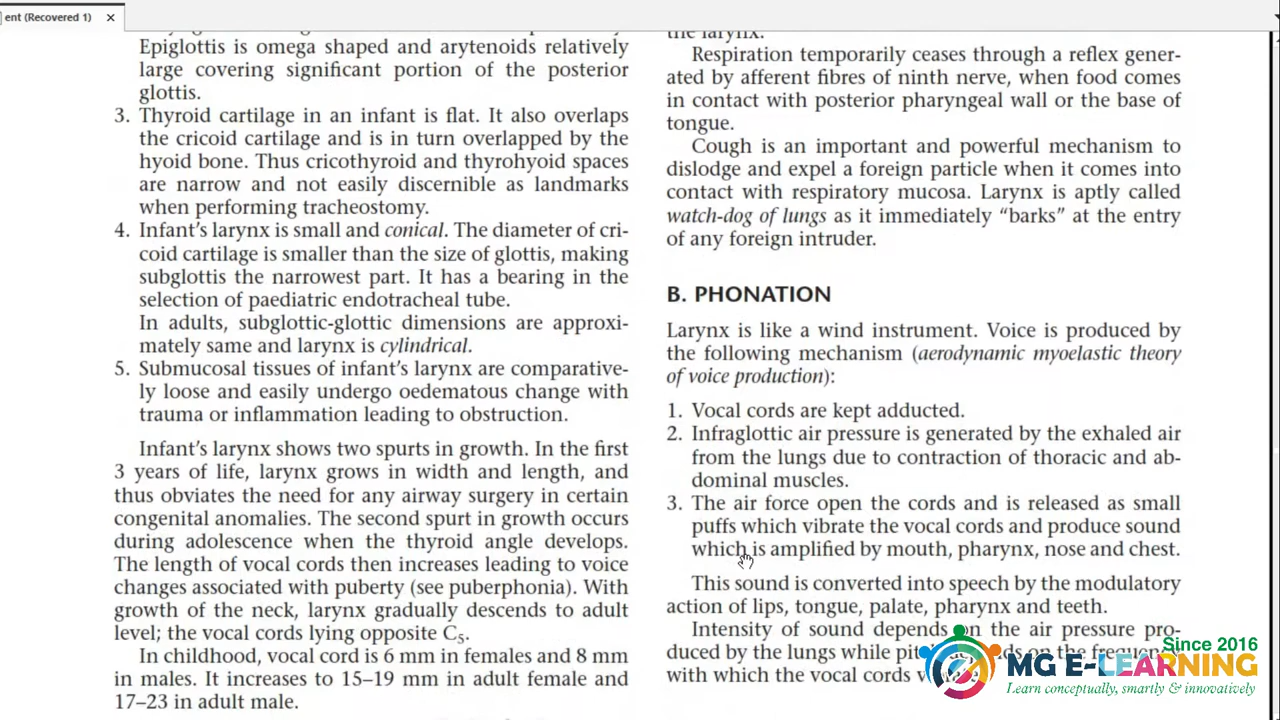 ent (Recovered 1)
Epiglottis is omega shaped and arytenoids relatively
large covering significant portion of the posterior
glottis.
3. Thyroid cartilage in an infant is flat. It also overlaps
the cricoid cartilage and is in turn overlapped by the
hyoid bone. Thus cricothyroid and thyrohyoid spaces
are narrow and not easily discernible as landmarks
when performing tracheostomy.
4. Infant's larynx is small and conical. The diameter of cri-
coid cartilage is smaller than the size of glottis, making
subglottis the narrowest part. It has a bearing in the
selection of paediatric endotracheal tube.
In adults, subglottic-glottic dimensions are approxi-
mately same and larynx is cylindrical.
5. Submucosal tissues of infant's larynx are comparative-
ly loose and easily undergo oedematous change with
trauma or inflammation leading to obstruction.
Infant's larynx shows two spurts in growth. In the first
3 years of life, larynx grows in width and length, and
thus obviates the need for any airway surgery in certain
congenital anomalies. The second spurt in growth occurs
during adolescence when the thyroid angle develops.
The length of vocal cords then increases leading to voice
changes associated with puberty (see puberphonia). With
growth of the neck, larynx gradually descends to adult
level; the vocal cords lying opposite C5.
In childhood, vocal cord is 6 mm in females and 8 mm
in males. It increases to 15–19 mm in adult female and
17–23 in adult male.
the larynx.
Respiration temporarily ceases through a reflex gener-
ated by afferent fibres of ninth nerve, when food comes
in contact with posterior pharyngeal wall or the base of
tongue.
Cough is an important and powerful mechanism to
dislodge and expel a foreign particle when it comes into
contact with respiratory mucosa. Larynx is aptly called
watch-dog of lungs as it immediately "barks" at the entry
of any foreign intruder.
B. PHONATION
Larynx is like a wind instrument. Voice is produced by
the following mechanism (aerodynamic myoelastic theory
of voice production):
1. Vocal cords are kept adducted.
2. Infraglottic air pressure is generated by the exhaled air
from the lungs due to contraction of thoracic and ab-
dominal muscles.
3. The air force open the cords and is released as small
puffs which vibrate the vocal cords and produce sound
which is amplified by mouth, pharynx, nose and chest.
This sound is converted into speech by the modulatory
action of lips, tongue, palate, pharynx and teeth.
Intensity of sound depends on the air pressure pro-
duced by the lungs while on the
with which the vocal cords
Since 2016
MG E-LEARNING
Learn conceptually, smartly & innovatively